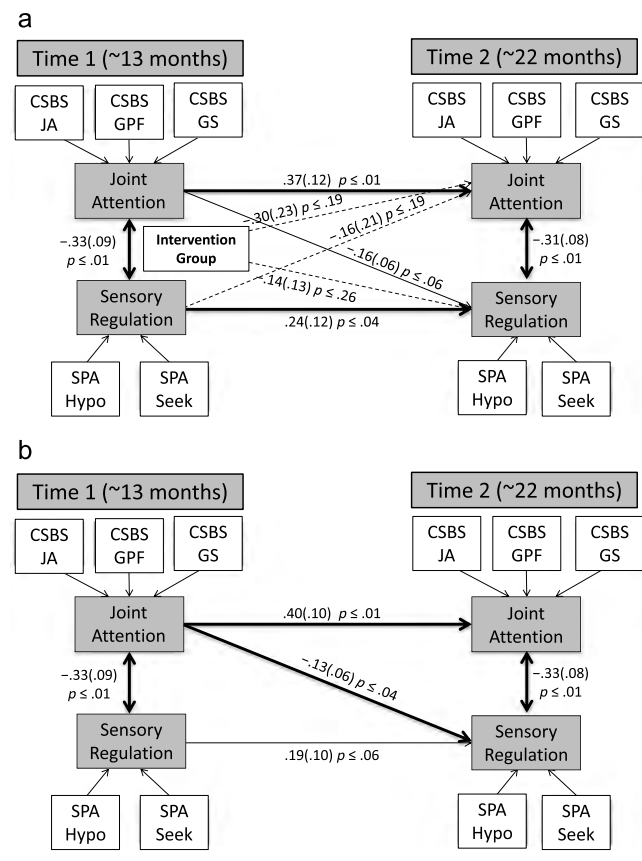 a
Time 1 (~13 months)
Time 2 (~22 months)
CSBS
JA
CSBS
GPF
CSBS
GS
CSBS
JA
CSBS
GPF
CSBS
GS
Joint
Attention
.37(.12) p ≤ .01
Joint
Attention
−.30(.23) p ≤ .19
−.16(.21) p ≤ .19
−.33(.09)
p ≤ .01
Intervention
Group
−.16(.06) p ≤ .06
−.31(.08)
p ≤ .01
−.14(.13) p ≤ .26
Sensory
Regulation
.24(.12) p ≤ .04
Sensory
Regulation
SPA
Hypo
SPA
Seek
SPA
Hypo
SPA
Seek
b
Time 1 (~13 months)
Time 2 (~22 months)
CSBS
JA
CSBS
GPF
CSBS
GS
CSBS
JA
CSBS
GPF
CSBS
GS
Joint
Attention
.40(.10) p ≤ .01
Joint
Attention
−.33(.09)
p ≤ .01
−.13(.06) p ≤ .04
−.33(.08)
p ≤ .01
Sensory
Regulation
.19(.10) p ≤ .06
Sensory
Regulation
SPA
Hypo
SPA
Seek
SPA
Hypo
SPA
Seek